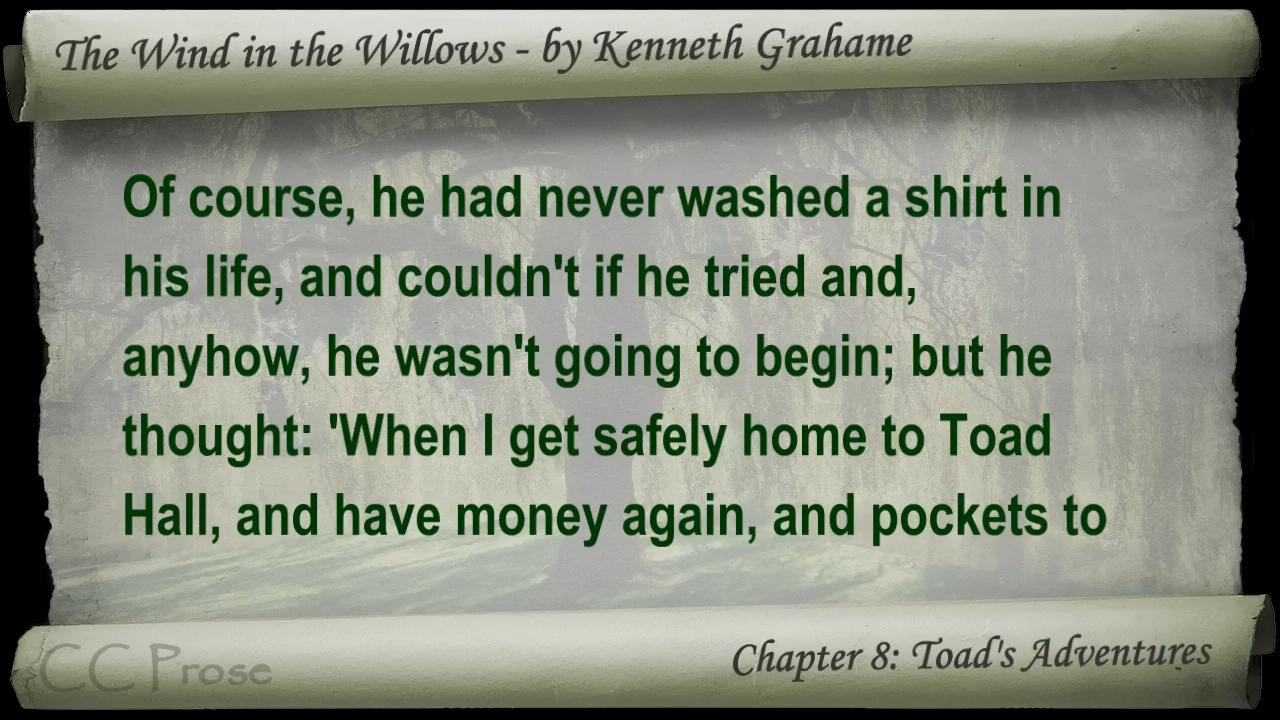 The Wind in the Willows - by Kenneth Grahame
Of course, he had never washed a shirt in
his life, and couldn't if he tried and,
anyhow, he wasn't going to begin; but he
thought: 'When I get safely home to Toad
Hall, and have money again, and pockets to
CC Prose
Chapter 8: Toad's Adventures